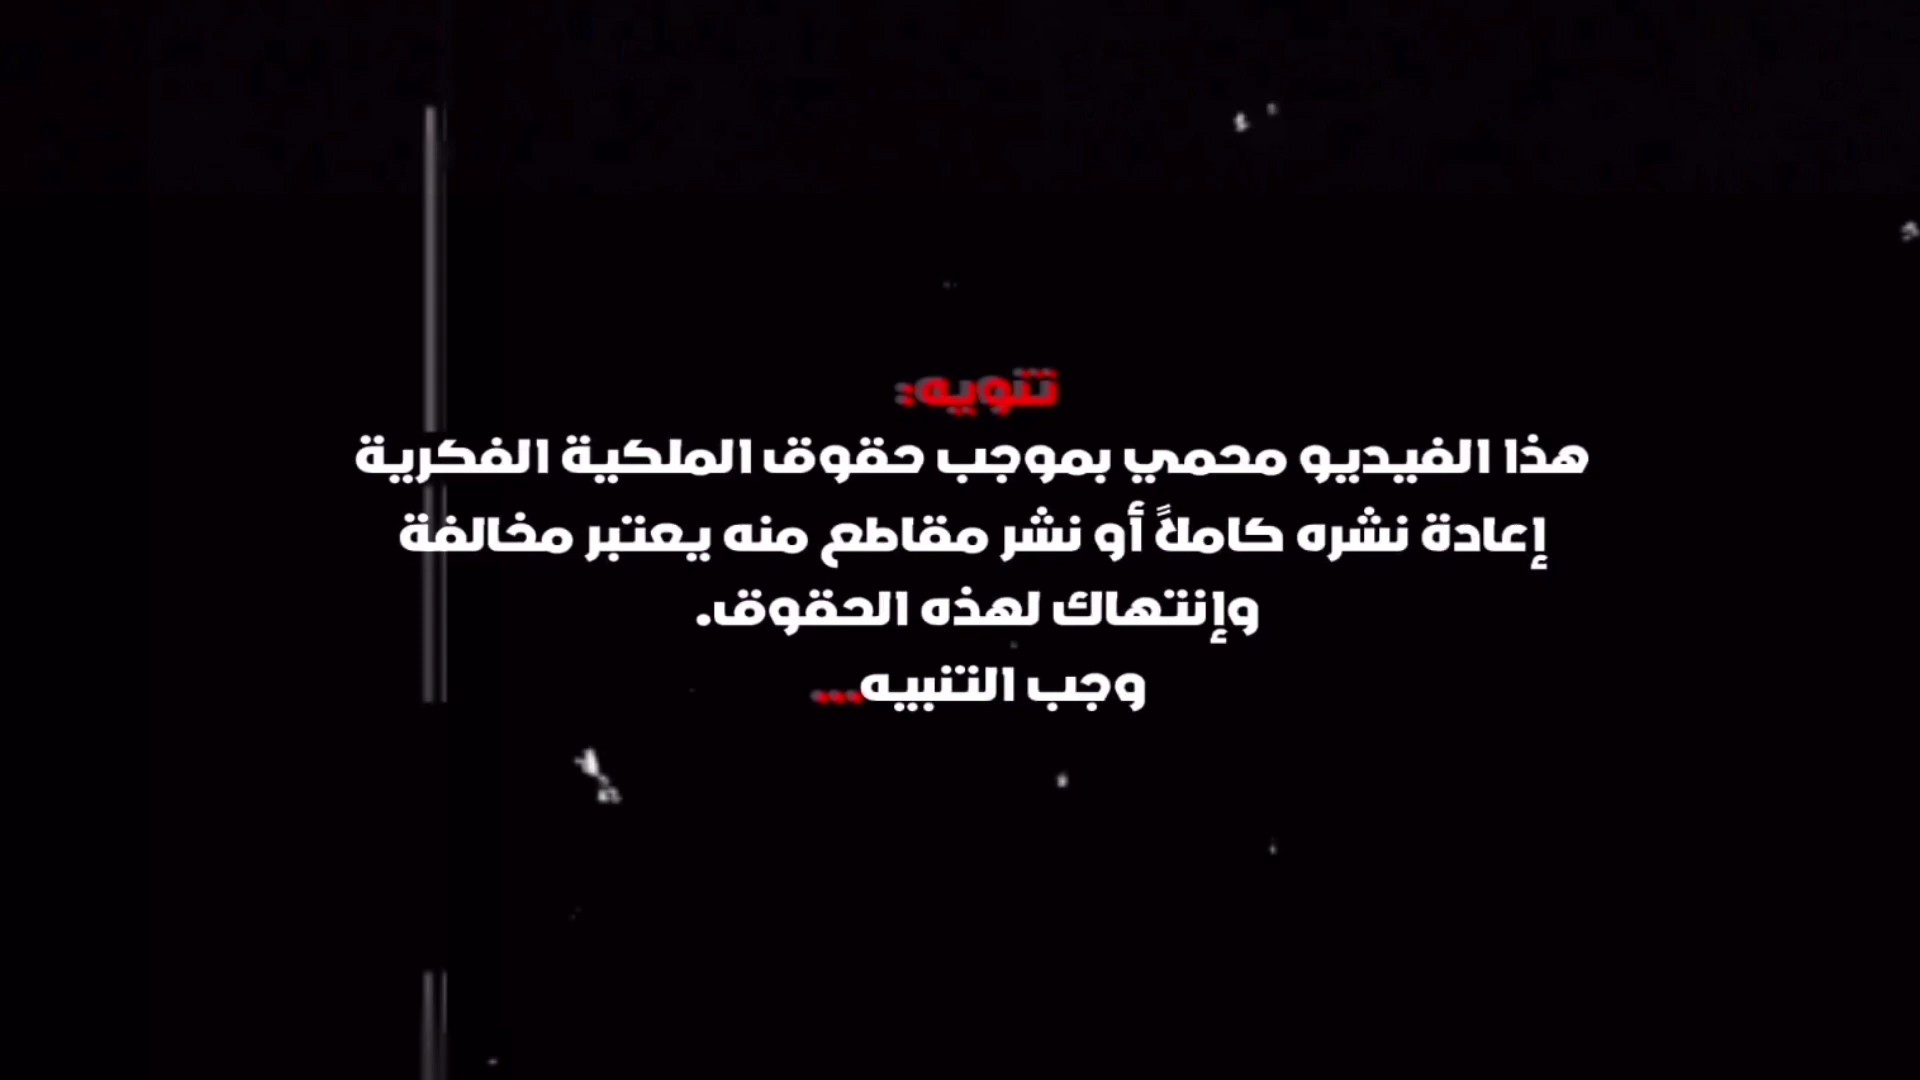 تنويه:
هذا الفيديو محمي بموجب حقوق الملكية الفكرية
إعادة نشره كاملاً أو نشر مقاطع منه يعتبر مخالفة
وإنتهاك لهذه الحقوق.
وجب التنبيه...